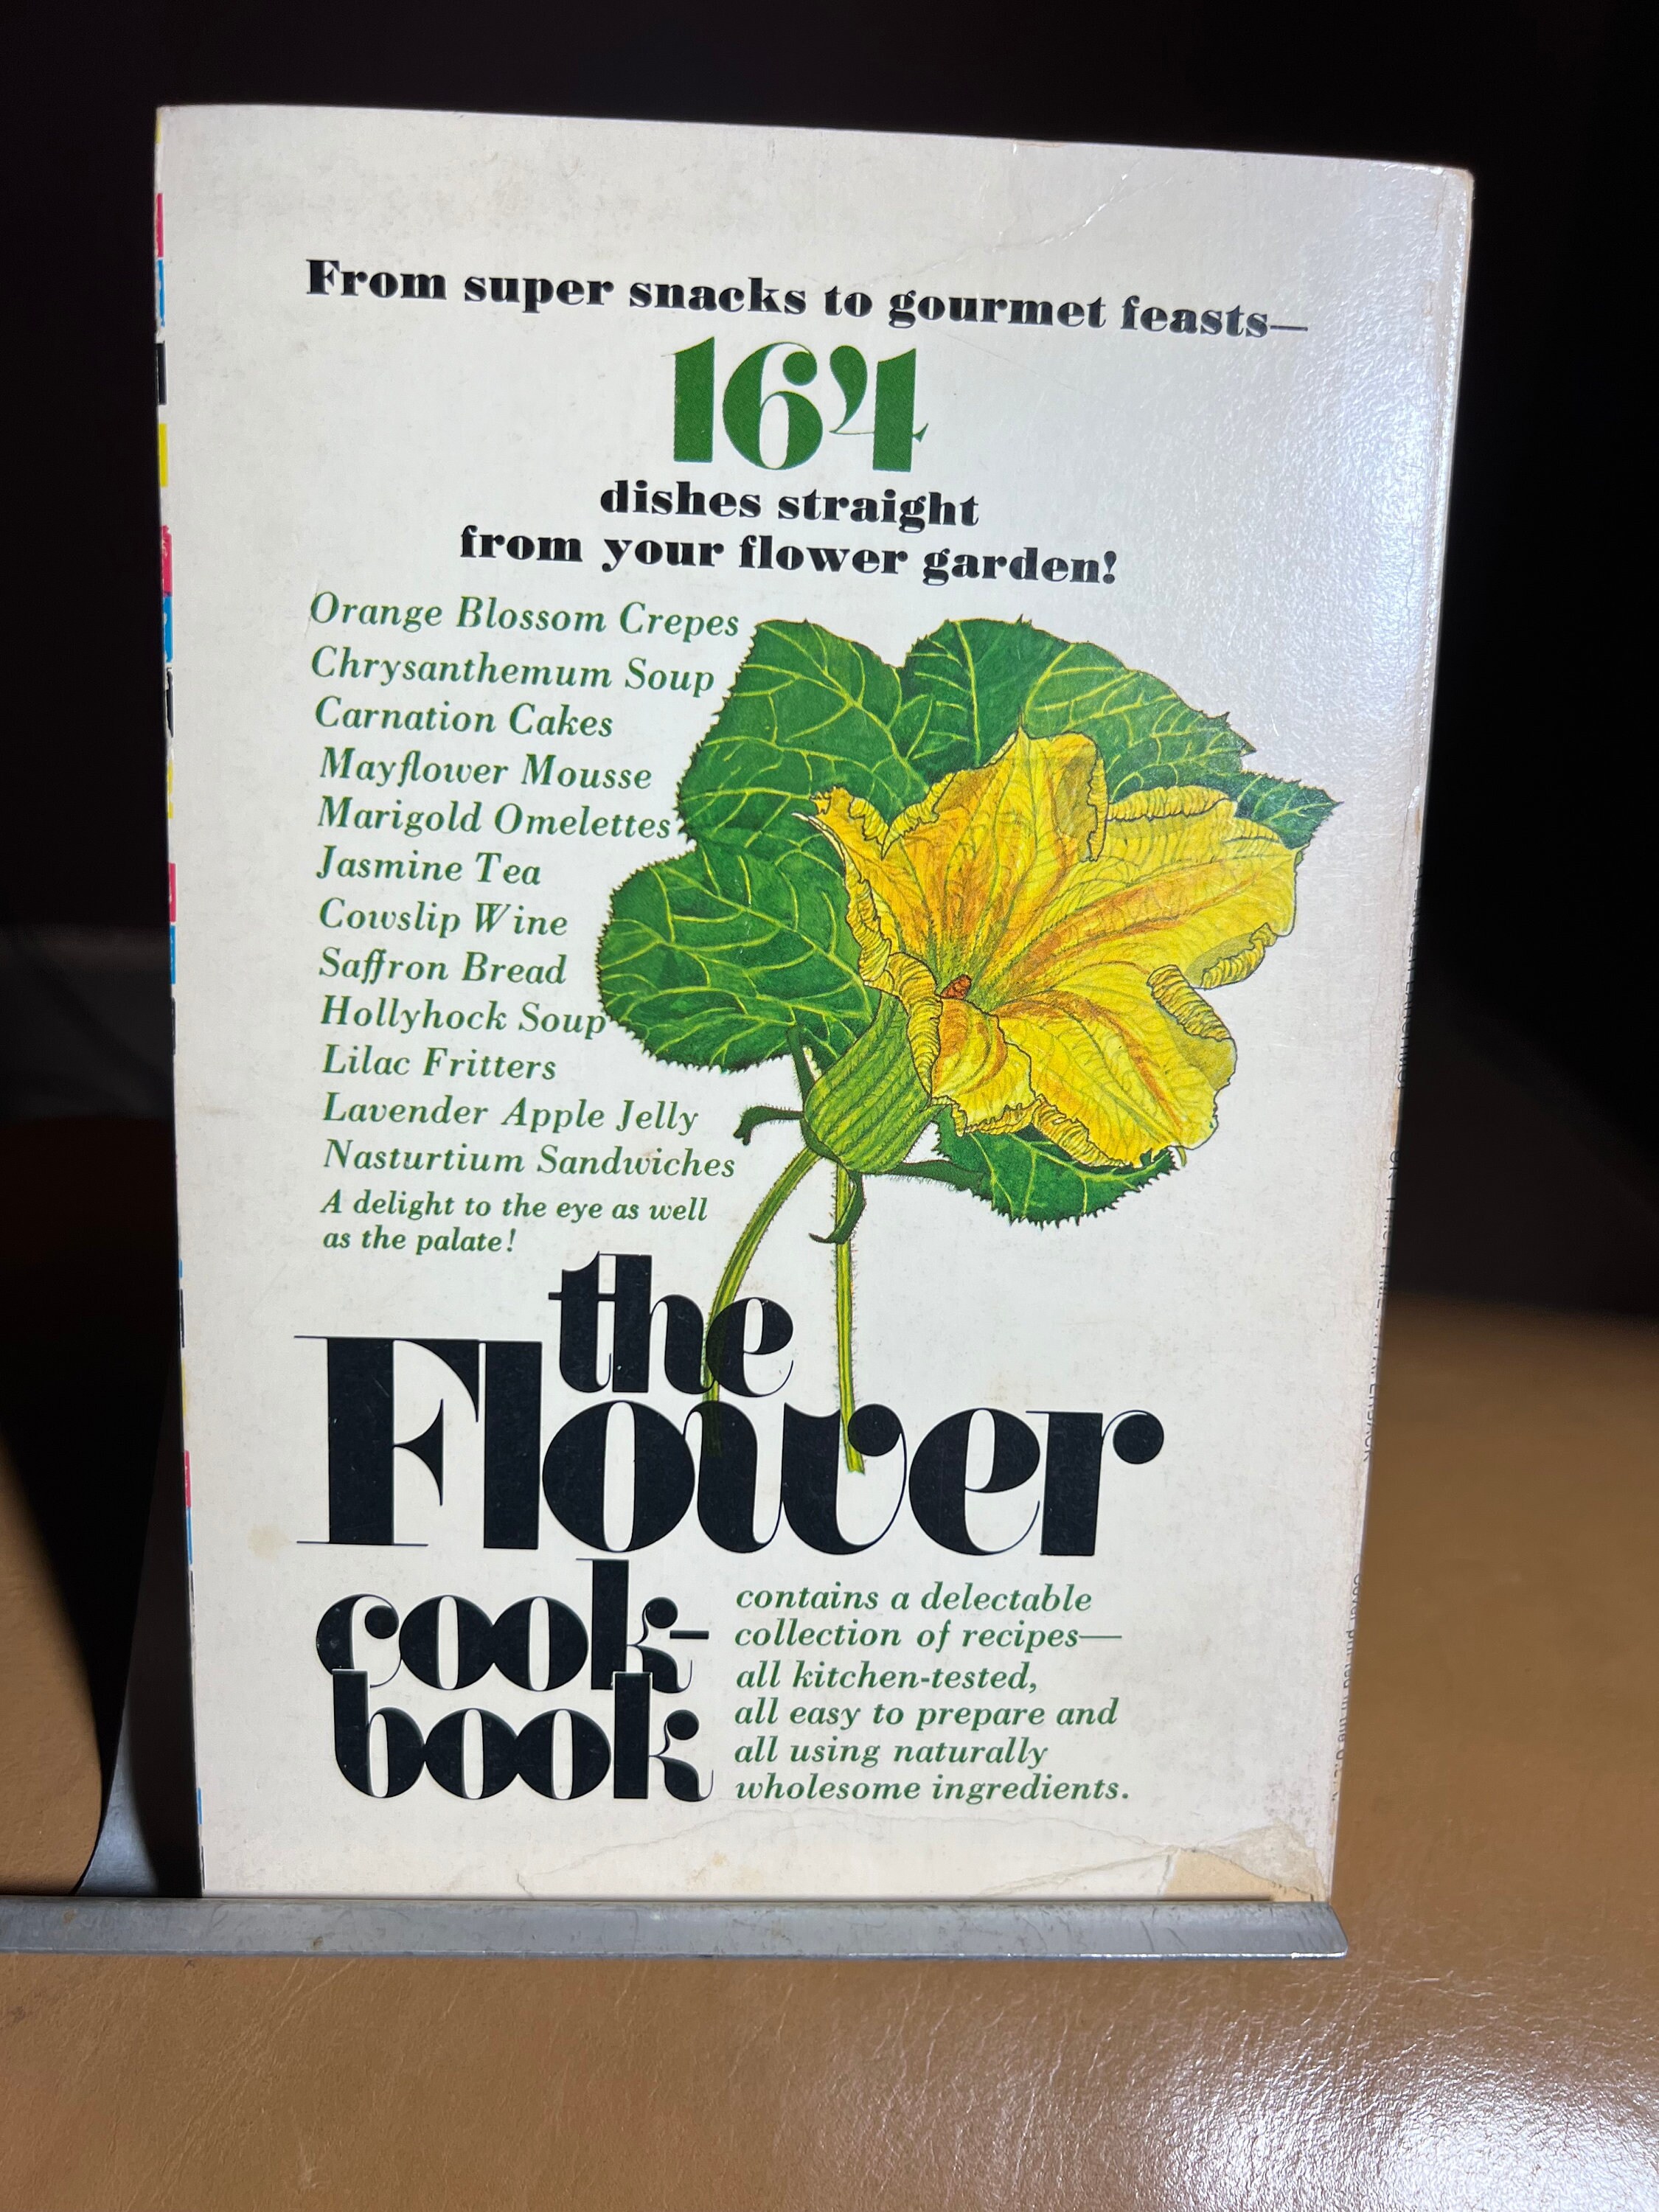 From super snacks to gourmet feasts—
164
dishes straight
from your flower garden!
Orange Blossom Crepes
Chrysanthemum Soup
Carnation Cakes
Mayflower Mousse
Marigold Omelettes
Jasmine Tea
Cowslip Wine
Saffron Bread
Hollyhock Soup
Lilac Fritters
Lavender Apple Jelly
Nasturtium Sandwiches
A delight to the eye as well
as the palate!
the
Flower
cook-
book
contains a delectable
collection of recipes—
all kitchen-tested,
all easy to prepare and
all using naturally
wholesome ingredients.